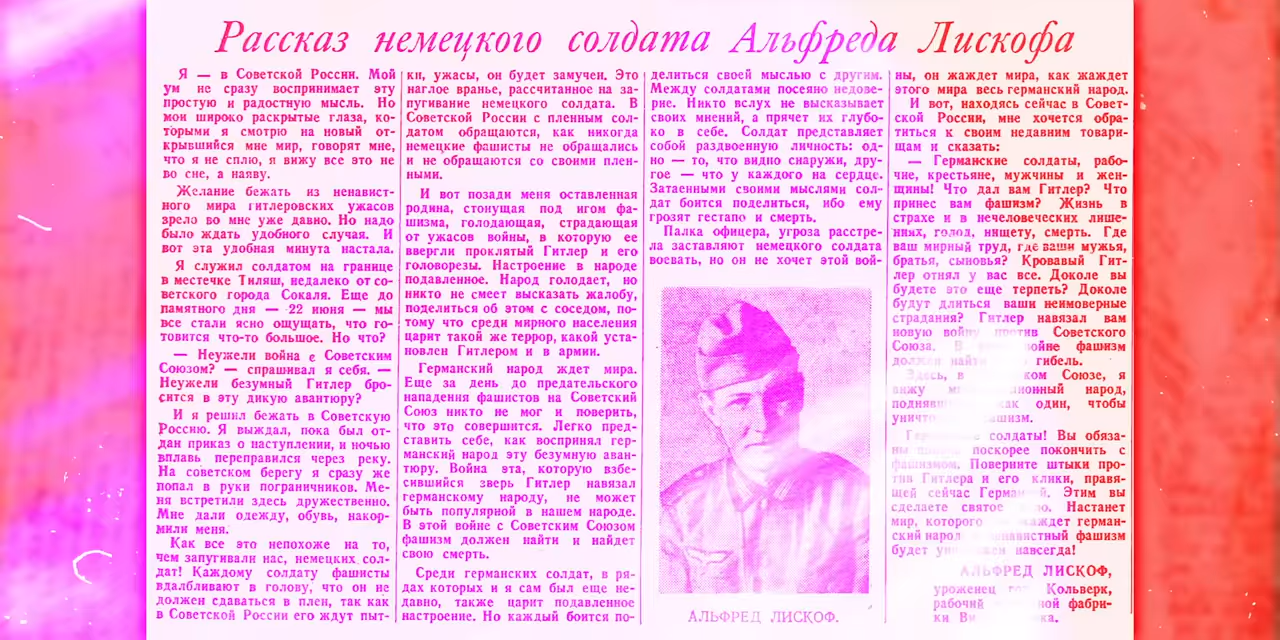 Рассказ немецкого солдата Альфреда Лискофа
Я — в Советской России. Мой
ум не сразу воспринимает эту
простую и радостную мысль. Но
мои широко раскрытые глаза, ко-
торыми я смотрю на новый от-
крывшийся мне мир, говорят мне,
что я не сплю, я вижу все это не
во сне, а наяву.
Желание бежать из ненавист-
ного мира гитлеровских ужасов
зрело во мне уже давно. Но надо
было ждать удобного случая. И
вот эта удобная минута настала.
Я служил солдатом на границе
в местечке Тиляш, недалеко от со-
ветского города Сокаля. Еще до
памятного дня — 22 июня — мы
все стали ясно ощущать, что го-
товится что-то большое. Но что?
— Неужели война с Советским
Союзом? — спрашивал я себя. —
Неужели безумный Гитлер бро-
сится в эту дикую авантюру?
И я решил бежать в Советскую
Россию. Я выждал, пока был от-
дан приказ о наступлении, и ночью
вплавь переправился через реку.
На советском берегу я сразу же
попал в руки пограничников. Ме-
ня встретили здесь дружественно.
Мне дали одежду, обувь, накор-
мили меня.
Как все это непохоже на то,
чем запугивали нас, немецких сол-
дат! Каждому солдату фашисты
вдалбливают в голову, что он не
должен сдаваться в плен, так как
в Советской России его ждут пыт-
ки, ужасы, он будет замучен. Это
наглое вранье, рассчитанное на за-
пугивание немецкого солдата. В
Советской России с пленным сол-
датом обращаются, как никогда
немецкие фашисты не обращались
и не обращаются со своими плен-
ными.
И вот позади меня оставленная
родина, стонущая под игом фа-
шизма, голодающая, страдающая
от ужасов войны, в которую ее
ввергли проклятый Гитлер и его
головорезы. Настроение в народе
подавленное. Народ голодает, но
никто не смеет высказать жалобу,
поделиться об этом с соседом, по-
тому что среди мирного населения
царит такой же террор, какой уста-
новлен Гитлером и в армии.
Германский народ ждет мира.
Еще за день до предательского
нападения фашистов на Советский
Союз никто не мог и поверить,
что это совершится. Легко пред-
ставить себе, как воспринял гер-
манский народ эту безумную аван-
тюру. Война эта, которую взбе-
сившийся зверь Гитлер навязал
германскому народу, не может
быть популярной в нашем народе.
В этой войне с Советским Союзом
фашизм должен найти и найдет
свою смерть.
Среди германских солдат, в ря-
дах которых и я сам был еще не-
давно, также царит подавленное
настроение. Но каждый боится по-
делиться своей мыслью с другим.
Между солдатами посеяно недове-
рие. Никто вслух не высказывает
своих мнений, а прячет их глубо-
ко в себе. Солдат представляет
собой раздвоенную личность: од-
но — то, что видно снаружи, дру-
гое — что у каждого на сердце.
Затаенными своими мыслями сол-
дат боится поделиться, ибо ему
грозят гестапо и смерть.
Палка офицера, угроза расстре-
ла заставляют немецкого солдата
воевать, но он не хочет этой вой-
АЛЬФРЕД ЛИСКОФ.
ны, он жаждет мира, как жаждет
этого мира весь германский народ.
И вот, находясь сейчас в Совет-
ской России, мне хочется обра-
титься к своим недавним товари-
щам и сказать:
— Германские солдаты, рабо-
чие, крестьяне, мужчины и жен-
щины! Что дал вам Гитлер? Что
принес вам фашизм? Жизнь в
страхе и в нечеловеческих лише-
ниях, голод, нищету, смерть. Где
ваш мирный труд, где ваши мужья,
братья, сыновья? Кровавый Гит-
лер отнял у вас все. Доколе вы
будете это еще терпеть? Доколе
будут длиться ваши неимоверные
страдания? Гитлер навязал вам
новую войну против Советского
Союза. В войне фашизм
должен найти гибель.
Здесь, в Союзе, я
вижу народ,
как один, чтобы
солдаты! Вы обяза-
ны поскорее покончить с
фашизмом. Поверните штыки про-
тив Гитлера и его клики, правя-
щей сейчас Этим вы
сделаете святое Настанет
мир, которого жаждет герман-
ский народ фашизм
будет навсегда!
АЛЬФРЕД ЛИСКОФ,
уроженец Кольверк,
рабочий фабри-
ки